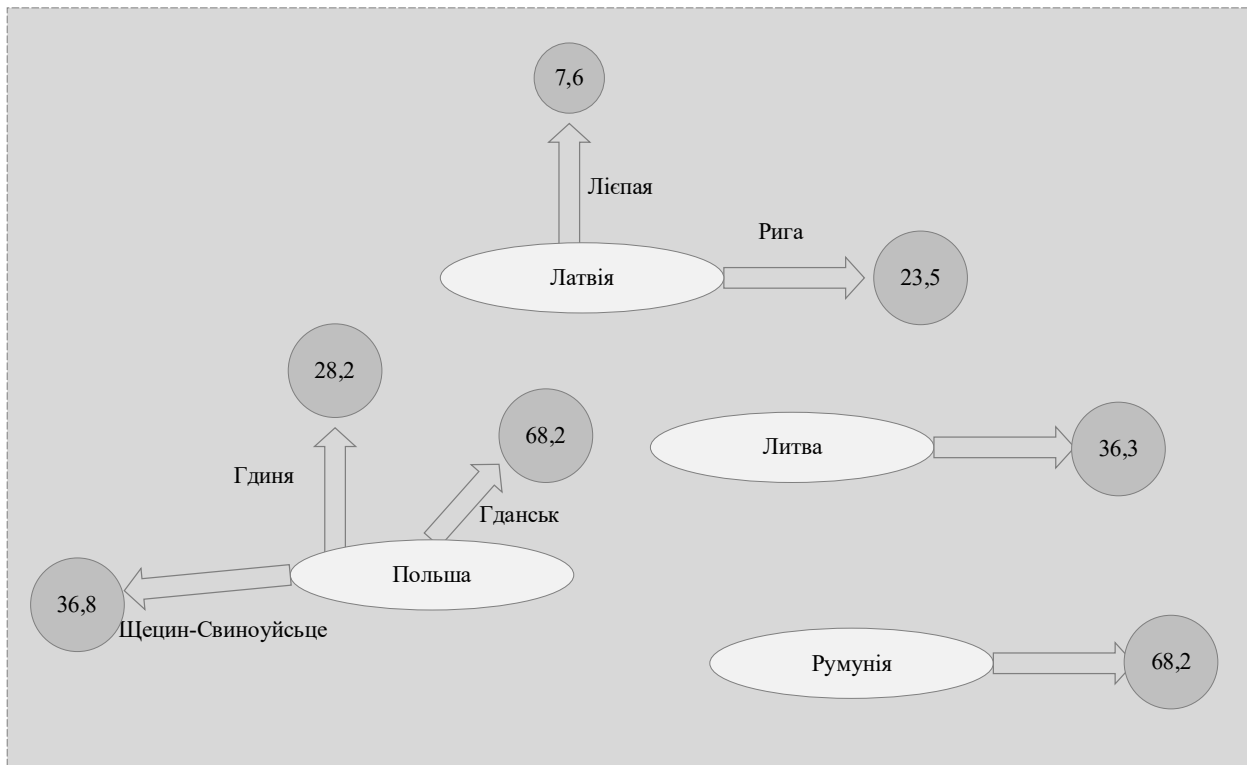 7,6
Лієпая
Рига
Латвія
23,5
28,2
68,2
Литва
36,3
Гдиня
Гданськ
Польша
36,8
Щецин-Свиноуйсьце
Румунія
68,2